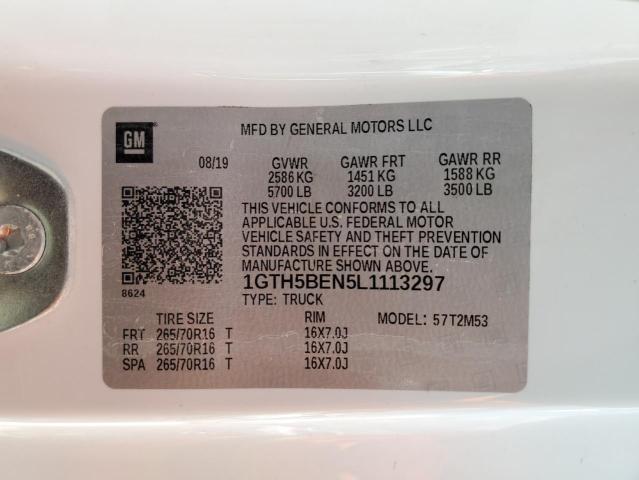 GM
MFD BY GENERAL MOTORS LLC
08/19 GVWR GAWR FRT GAWR RR
2586 KG 1451 KG 1588 KG
5700 LB 3200 LB 3500 LB
THIS VEHICLE CONFORMS TO ALL
APPLICABLE U.S. FEDERAL MOTOR
VEHICLE SAFETY AND THEFT PREVENTION
STANDARDS IN EFFECT ON THE DATE OF
MANUFACTURE SHOWN ABOVE.
8624
1GTH5BEN5L1113297
TYPE: TRUCK
TIRE SIZE RIM MODEL: 57T2M53
FRT 265/70R16 T 16X7.0J
RR 265/70R16 T 16X7.0J
SPA 265/70R16 T 16X7.0J